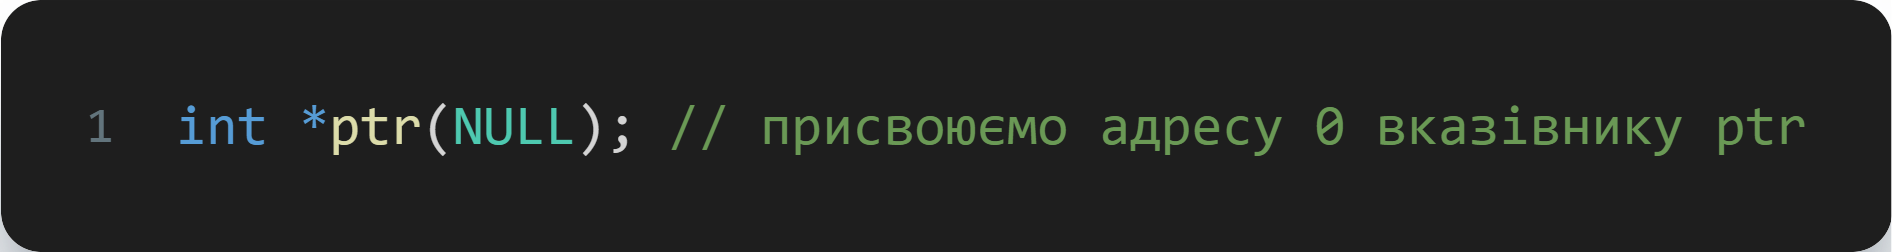 1 int *ptr(NULL); // присвоюємо адресу 0 вказівнику ptr